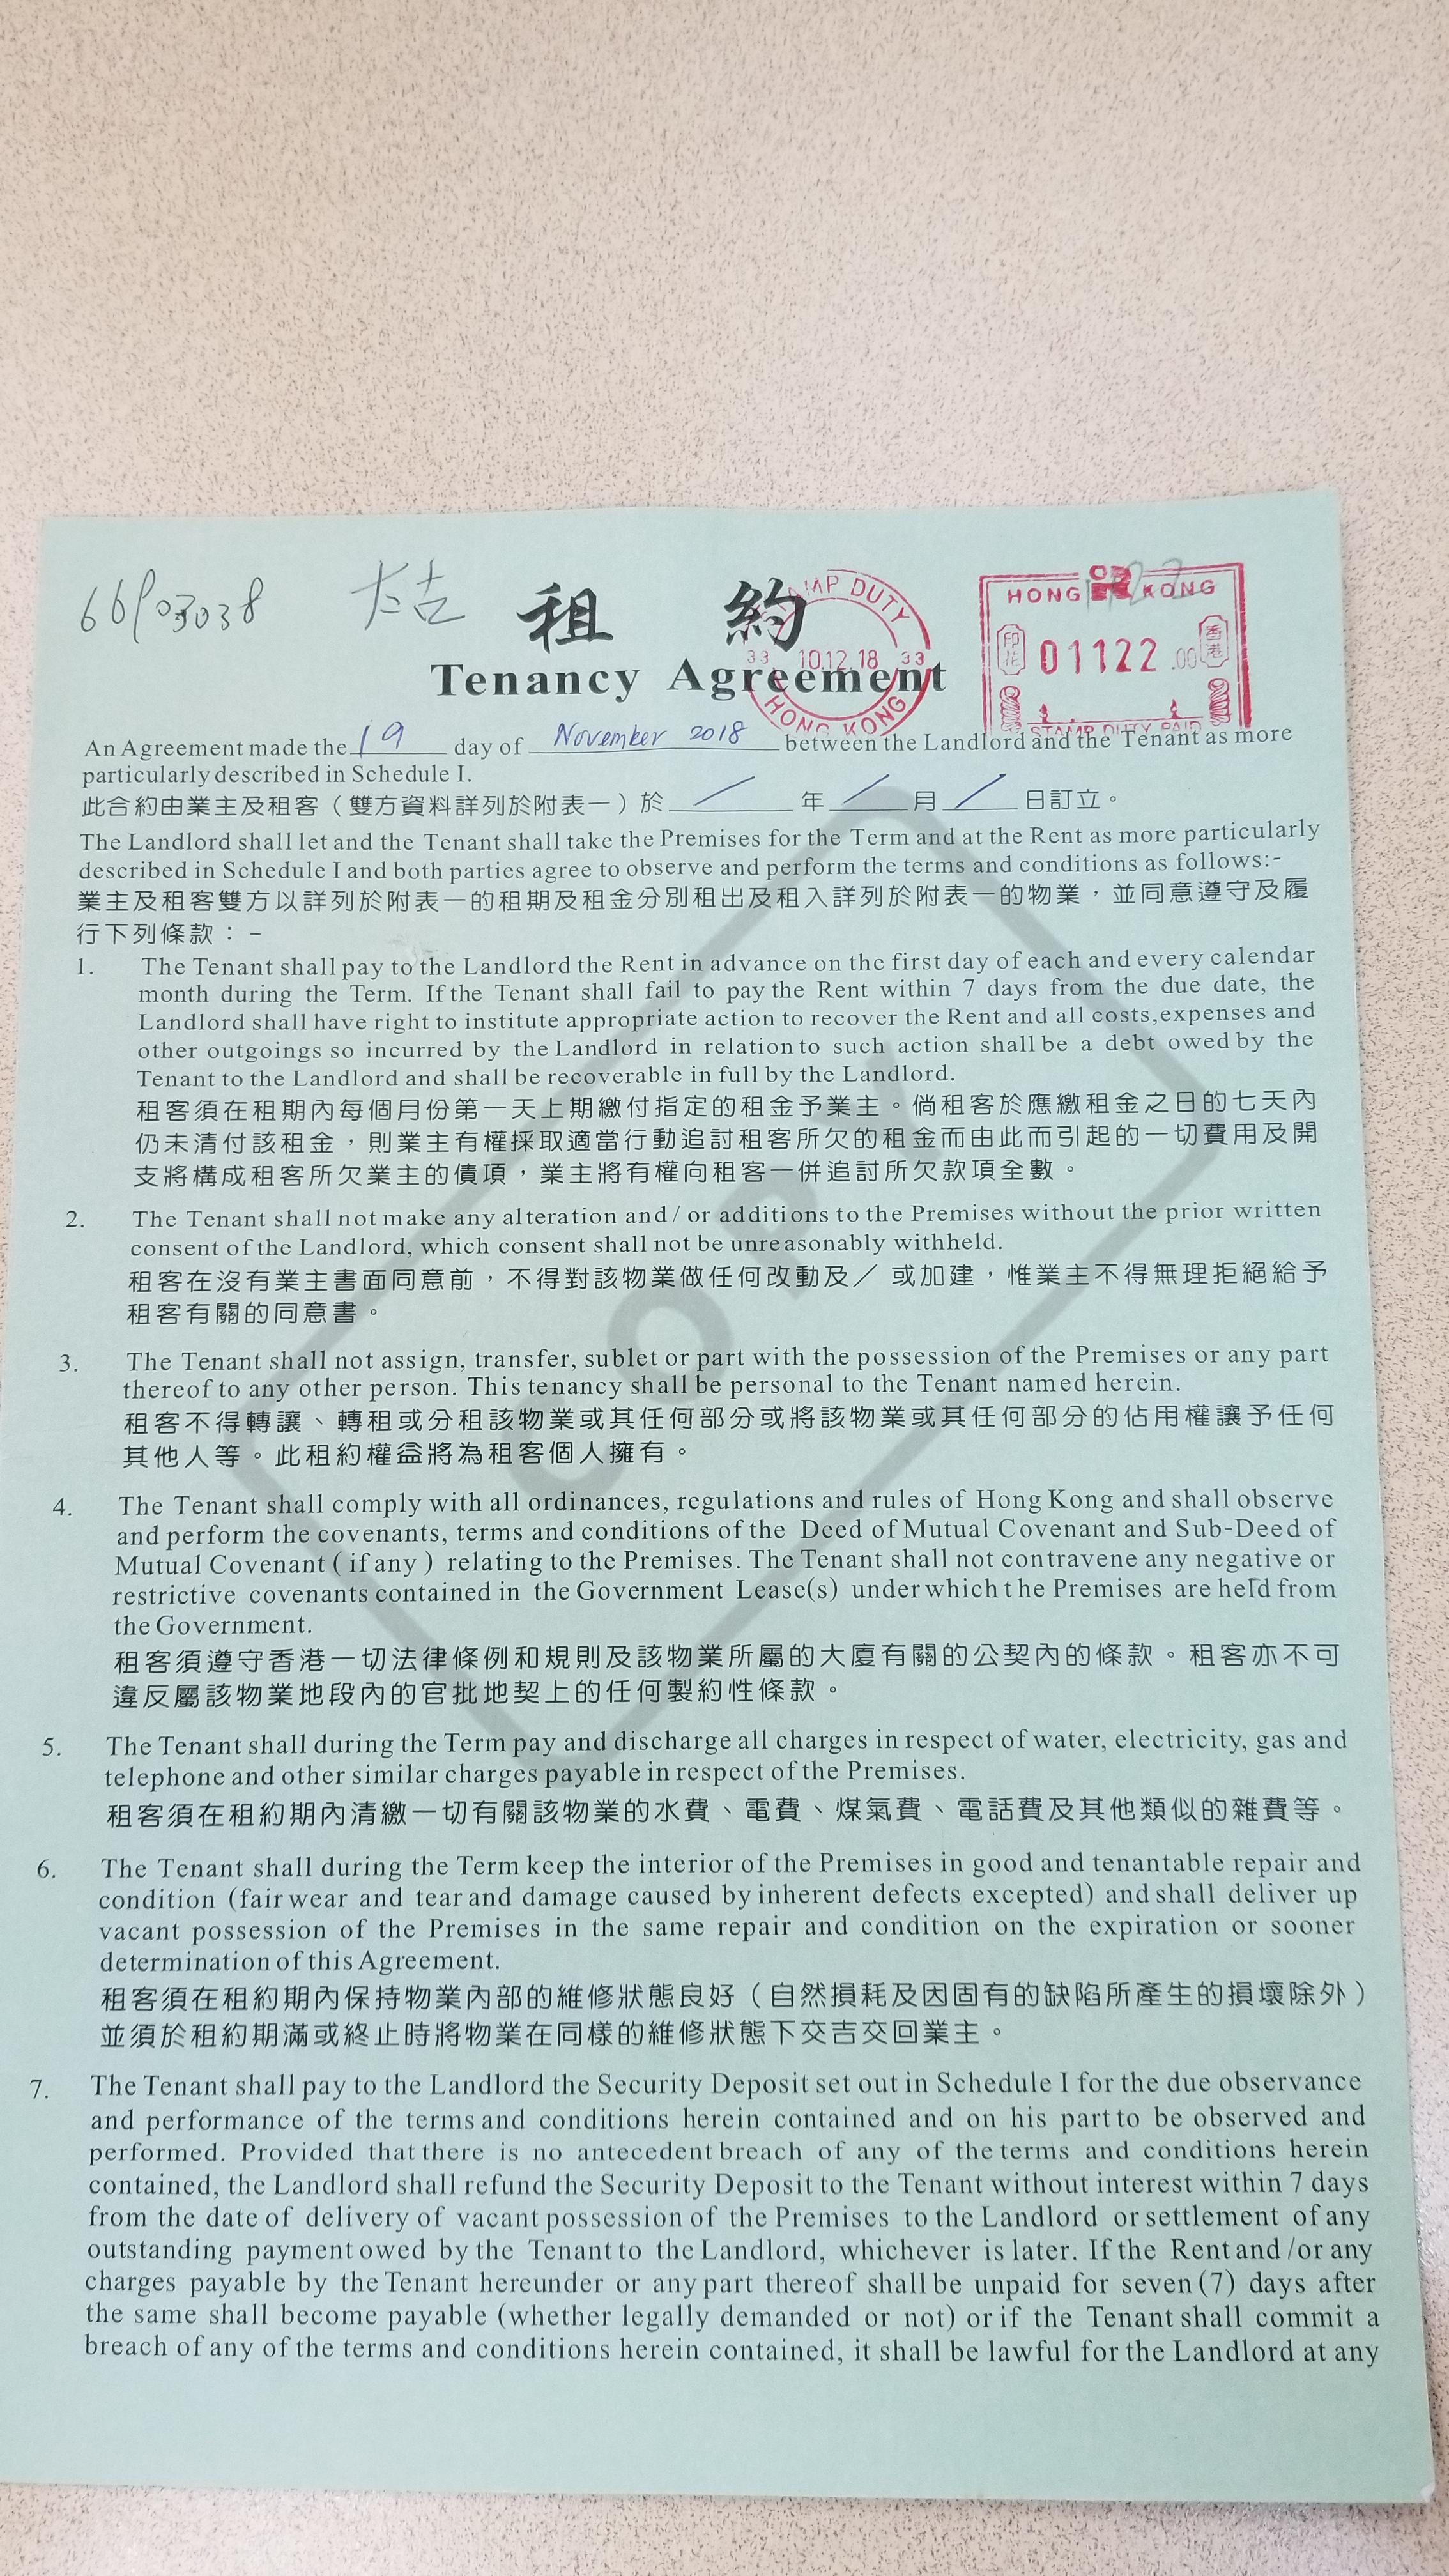 太古
租 約
STAMP DUTY
33 10.12.18 33
HONG KONG
HONG KONG
印花 01122.00 香港
STAMP DUTY PAID
Tenancy Agreement
An Agreement made the 19 day of November 2018 between the Landlord and the Tenant as more
particularly described in Schedule I.
此合約由業主及租客（雙方資料詳列於附表一）於 / 年 / 月 / 日訂立。
The Landlord shall let and the Tenant shall take the Premises for the Term and at the Rent as more particularly
described in Schedule I and both parties agree to observe and perform the terms and conditions as follows:-
業主及租客雙方以詳列於附表一的租期及租金分別租出及租入詳列於附表一的物業，並同意遵守及履
行下列條款：–
1. The Tenant shall pay to the Landlord the Rent in advance on the first day of each and every calendar
month during the Term. If the Tenant shall fail to pay the Rent within 7 days from the due date, the
Landlord shall have right to institute appropriate action to recover the Rent and all costs,expenses and
other outgoings so incurred by the Landlord in relation to such action shall be a debt owed by the
Tenant to the Landlord and shall be recoverable in full by the Landlord.
租客須在租期內每個月份第一天上期繳付指定的租金予業主。倘租客於應繳租金之日的七天內
仍未清付該租金，則業主有權採取適當行動追討租客所欠的租金而由此而引起的一切費用及開
支將構成租客所欠業主的債項，業主將有權向租客一併追討所欠款項全數。
2. The Tenant shall not make any alteration and / or additions to the Premises without the prior written
consent of the Landlord, which consent shall not be unreasonably withheld.
租客在沒有業主書面同意前，不得對該物業做任何改動及／或加建，惟業主不得無理拒絕給予
租客有關的同意書。
3. The Tenant shall not assign, transfer, sublet or part with the possession of the Premises or any part
thereof to any other person. This tenancy shall be personal to the Tenant named herein.
租客不得轉讓、轉租或分租該物業或其任何部分或將該物業或其任何部分的佔用權讓予任何
其他人等。此租約權益將為租客個人擁有。
4. The Tenant shall comply with all ordinances, regulations and rules of Hong Kong and shall observe
and perform the covenants, terms and conditions of the Deed of Mutual Covenant and Sub-Deed of
Mutual Covenant ( if any ) relating to the Premises. The Tenant shall not contravene any negative or
restrictive covenants contained in the Government Lease(s) under which the Premises are held from
the Government.
租客須遵守香港一切法律條例和規則及該物業所屬的大廈有關的公契內的條款。租客亦不可
違反屬該物業地段內的官批地契上的任何製約性條款。
5. The Tenant shall during the Term pay and discharge all charges in respect of water, electricity, gas and
telephone and other similar charges payable in respect of the Premises.
租客須在租約期內清繳一切有關該物業的水費、電費、煤氣費、電話費及其他類似的雜費等。
6. The Tenant shall during the Term keep the interior of the Premises in good and tenantable repair and
condition (fair wear and tear and damage caused by inherent defects excepted) and shall deliver up
vacant possession of the Premises in the same repair and condition on the expiration or sooner
determination of this Agreement.
租客須在租約期內保持物業內部的維修狀態良好（自然損耗及因固有的缺陷所產生的損壞除外）
並須於租約期滿或終止時將物業在同樣的維修狀態下交吉交回業主。
7. The Tenant shall pay to the Landlord the Security Deposit set out in Schedule I for the due observance
and performance of the terms and conditions herein contained and on his part to be observed and
performed. Provided that there is no antecedent breach of any of the terms and conditions herein
contained, the Landlord shall refund the Security Deposit to the Tenant without interest within 7 days
from the date of delivery of vacant possession of the Premises to the Landlord or settlement of any
outstanding payment owed by the Tenant to the Landlord, whichever is later. If the Rent and /or any
charges payable by the Tenant hereunder or any part thereof shall be unpaid for seven (7) days after
the same shall become payable (whether legally demanded or not) or if the Tenant shall commit a
breach of any of the terms and conditions herein contained, it shall be lawful for the Landlord at any
COPY